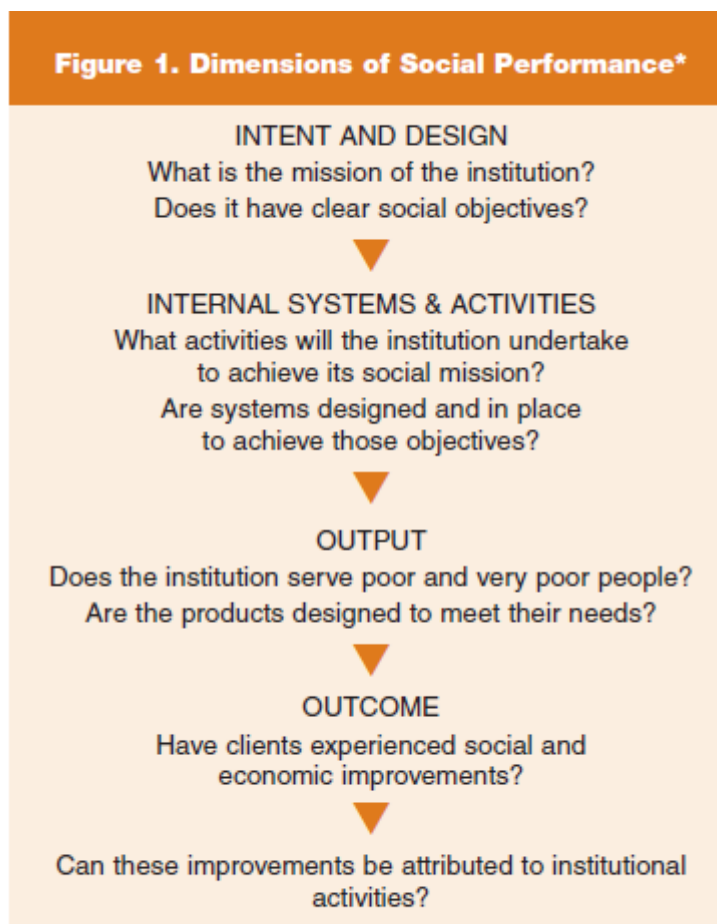 Figure 1. Dimensions of Social Performance*
INTENT AND DESIGN
What is the mission of the institution?
Does it have clear social objectives?
INTERNAL SYSTEMS & ACTIVITIES
What activities will the institution undertake
to achieve its social mission?
Are systems designed and in place
to achieve those objectives?
OUTPUT
Does the institution serve poor and very poor people?
Are the products designed to meet their needs?
OUTCOME
Have clients experienced social and
economic improvements?
Can these improvements be attributed to institutional
activities?